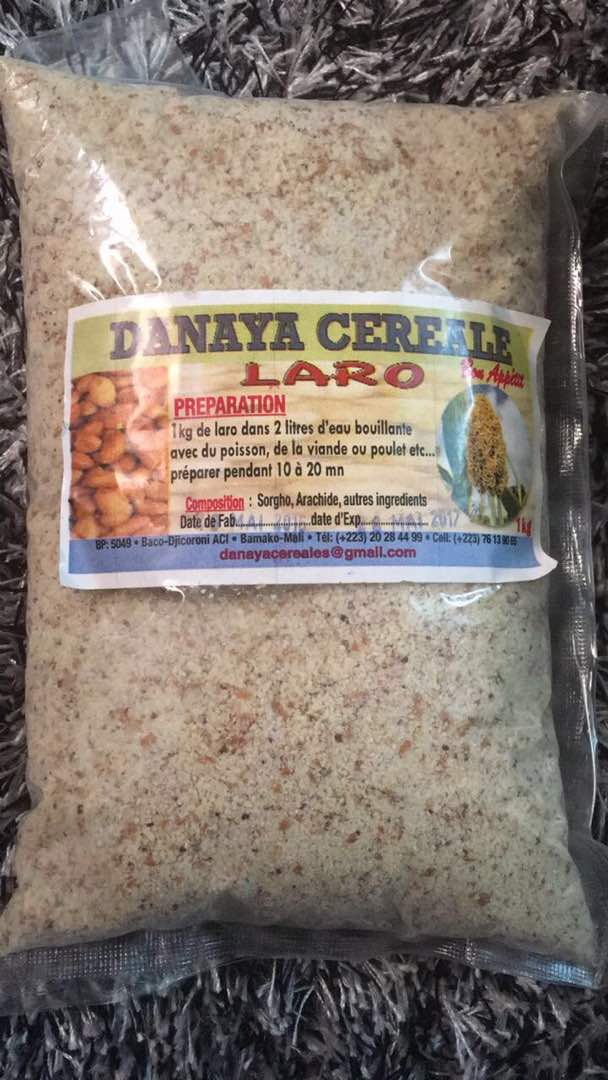 DANAYA CEREALE
LARO
Bon Appétit
PREPARATION
1kg de laro dans 2 litres d'eau bouillante
avec du poisson, de la viande ou poulet etc...
préparer pendant 10 à 20 mn
Composition : Sorgho, Arachide, autres ingredients
Date de Fab. MAI date d'Exp. MAI 2017
1kg
BP: 5049 • Baco-Djicoroni ACI • Bamako-Mali • Tél: (+223) 20 28 44 99 • Cell: (+223) 76 13 90 65
danayacereales@gmail.com